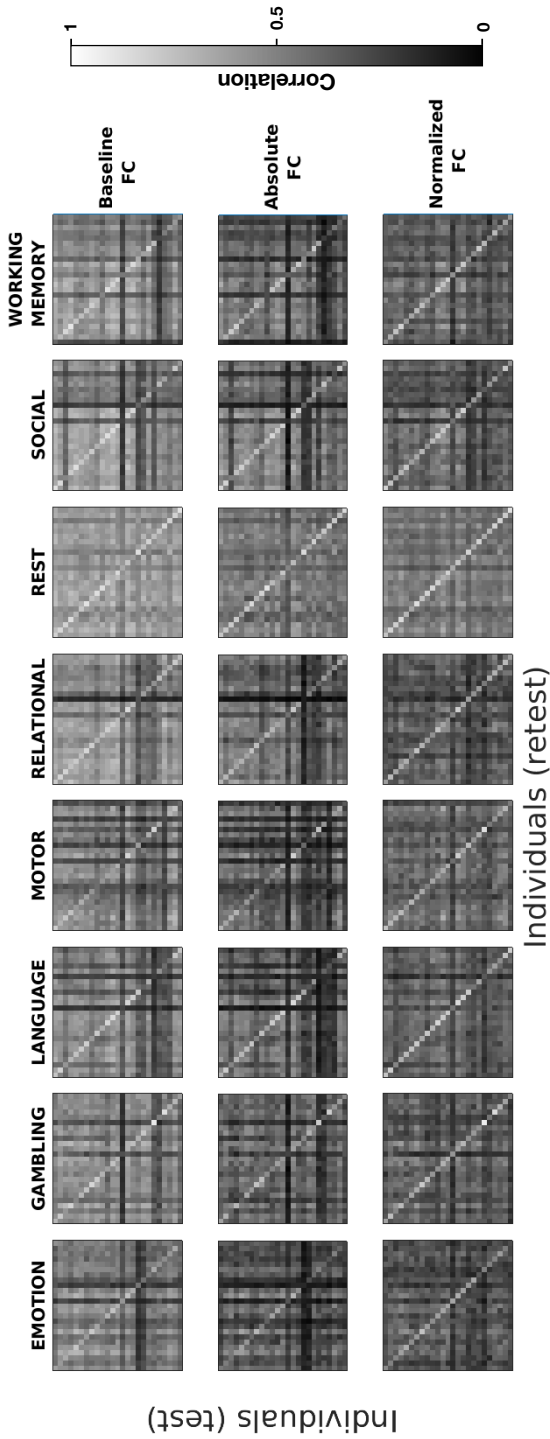 EMOTION
GAMBLING
LANGUAGE
MOTOR
RELATIONAL
REST
SOCIAL
WORKING
MEMORY
Baseline
FC
Absolute
FC
Normalized
FC
Individuals (test)
Individuals (retest)
Correlation
1
0.5
0